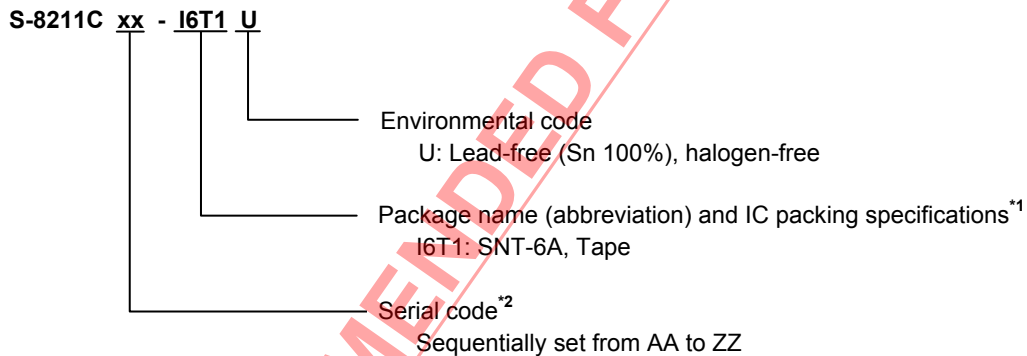 S-8211C xx - I6T1 U
Environmental code
U: Lead-free (Sn 100%), halogen-free
Package name (abbreviation) and IC packing specifications*1
I6T1: SNT-6A, Tape
Serial code*2
Sequentially set from AA to ZZ
MENDED F